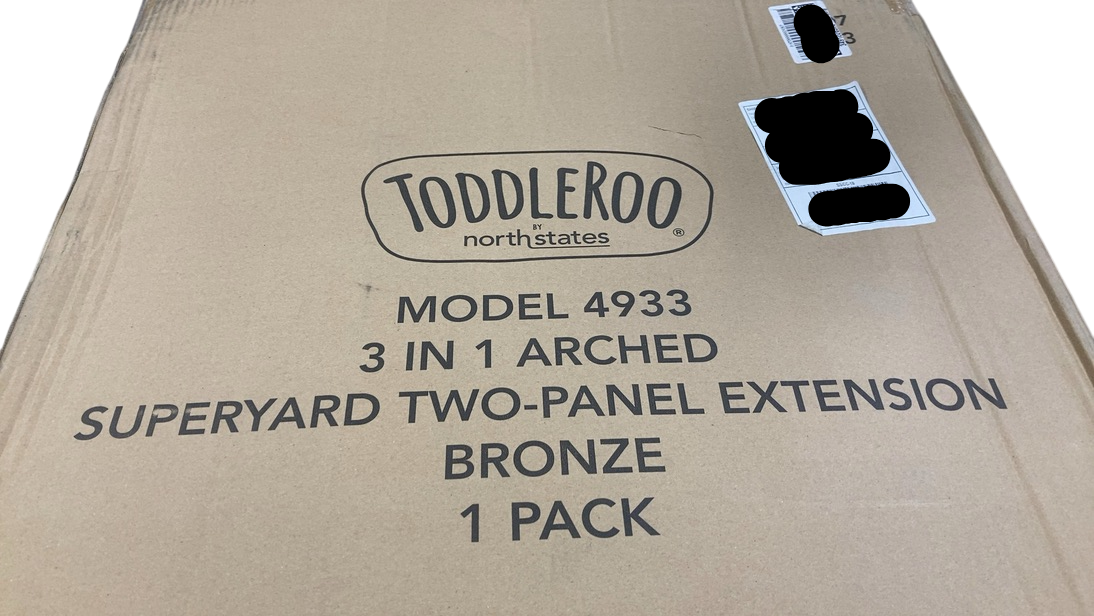 TODDLEROO
BY
northstates
®
MODEL 4933
3 IN 1 ARCHED
SUPERYARD TWO-PANEL EXTENSION
BRONZE
1 PACK